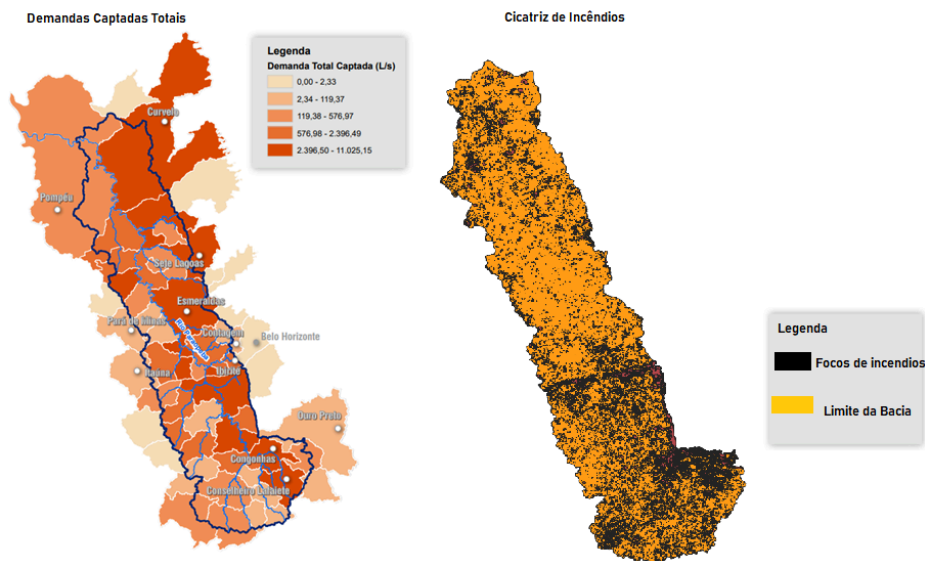 Demandas Captadas Totais
Legenda
Demanda Total Captada (L/s)
0,00 - 2,33
2,34 - 119,37
119,38 - 576,97
576,98 - 2.396,49
2.396,50 - 11.025,15
Curvelo
Pompéu
Sete Lagoas
Esmeraldas
Pará de Minas
Rio Paraopeba
Contagem
Belo Horizonte
Itaúna
Ibirité
Ouro Preto
Congonhas
Conselheiro Lafaiete
Cicatriz de Incêndios
Legenda
Focos de incendios
Limite da Bacia